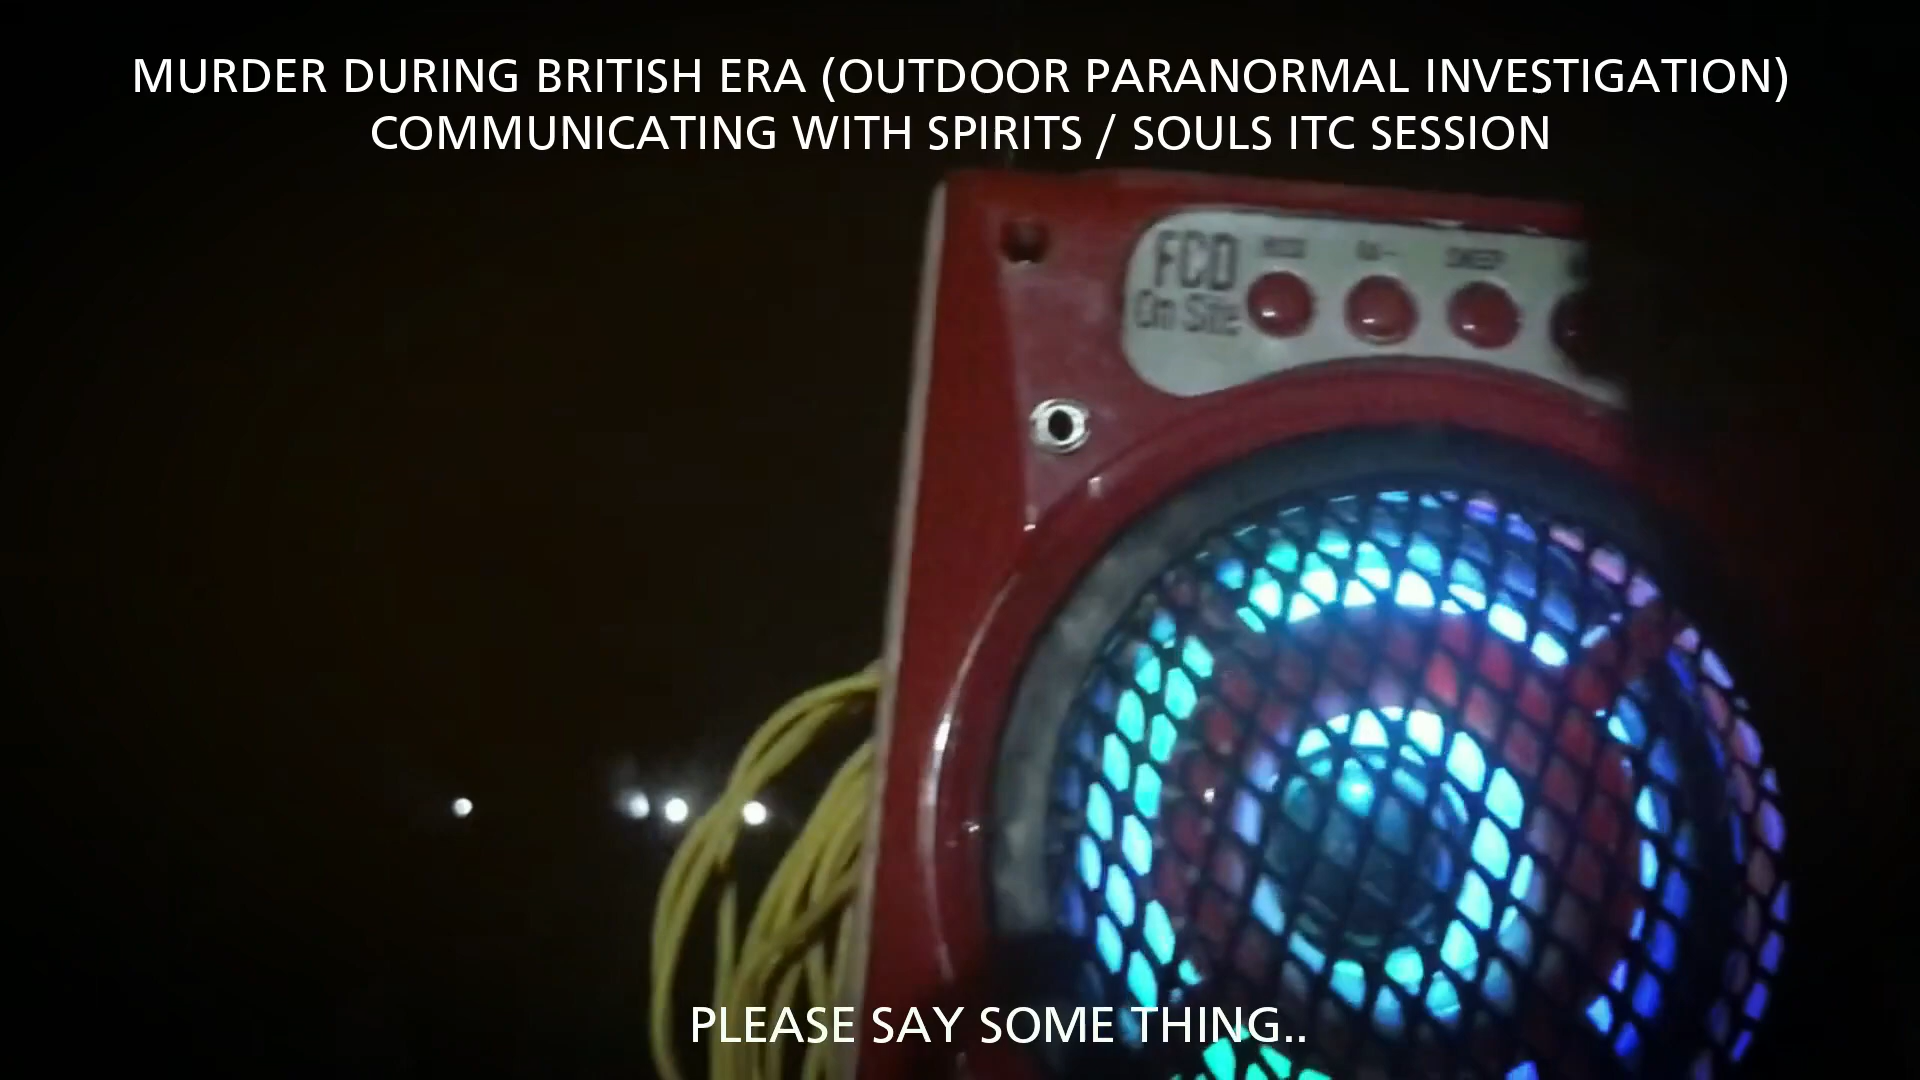 MURDER DURING BRITISH ERA (OUTDOOR PARANORMAL INVESTIGATION)
COMMUNICATING WITH SPIRITS / SOULS ITC SESSION
FCD
On Site
SWEEP
PLEASE SAY SOME THING..